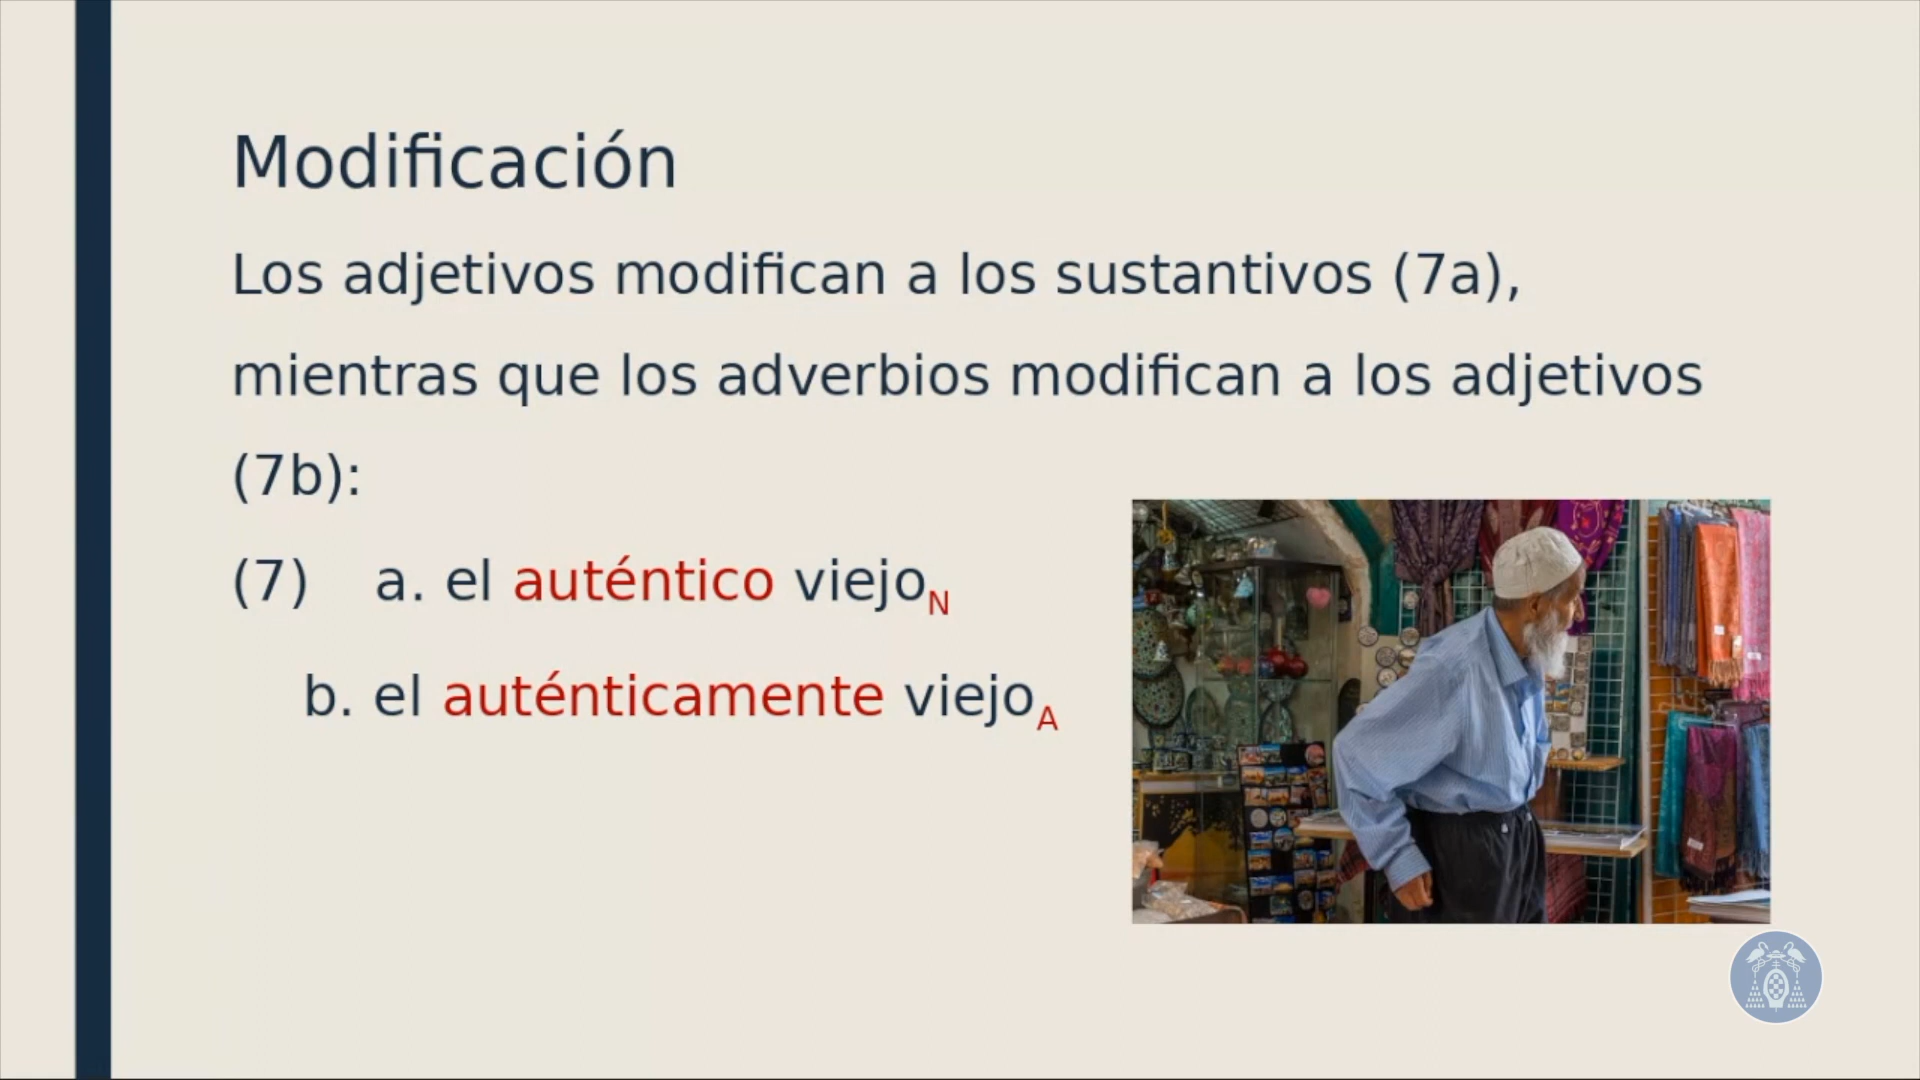 Modificación
Los adjetivos modifican a los sustantivos (7a),
mientras que los adverbios modifican a los adjetivos
(7b):
(7) a. el auténtico viejoN
b. el auténticamente viejoA